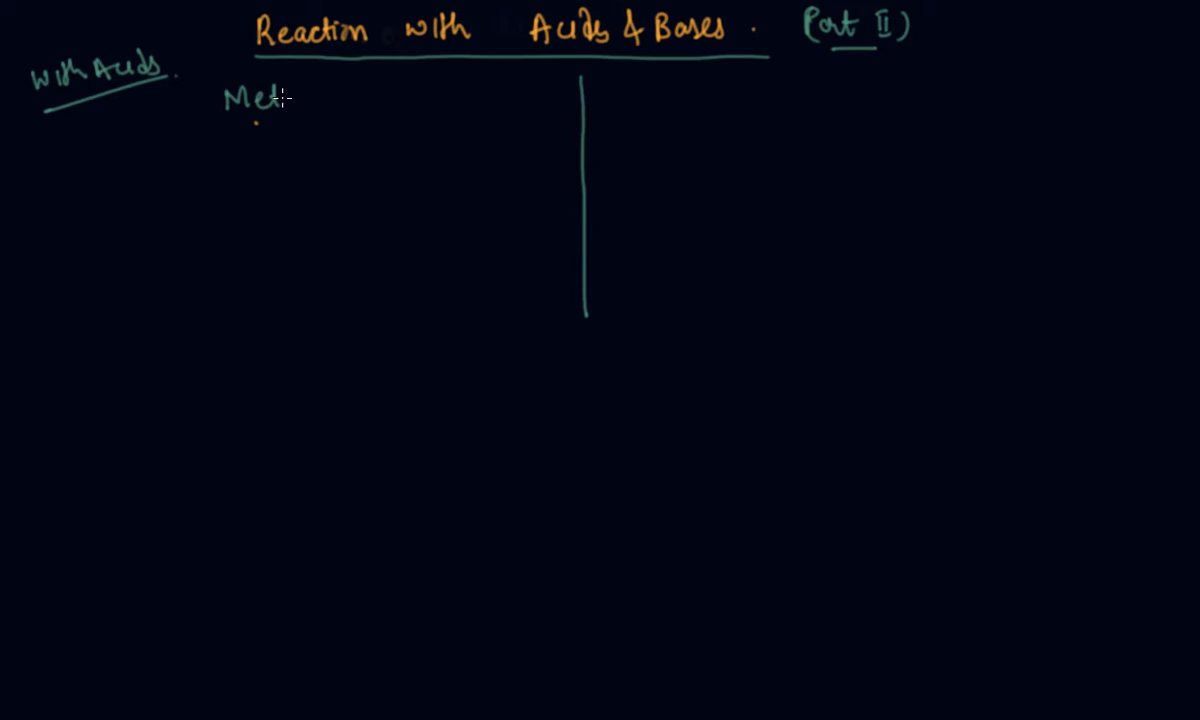 Reaction with Acids & Bases . (Part II)
With Acids.
Met